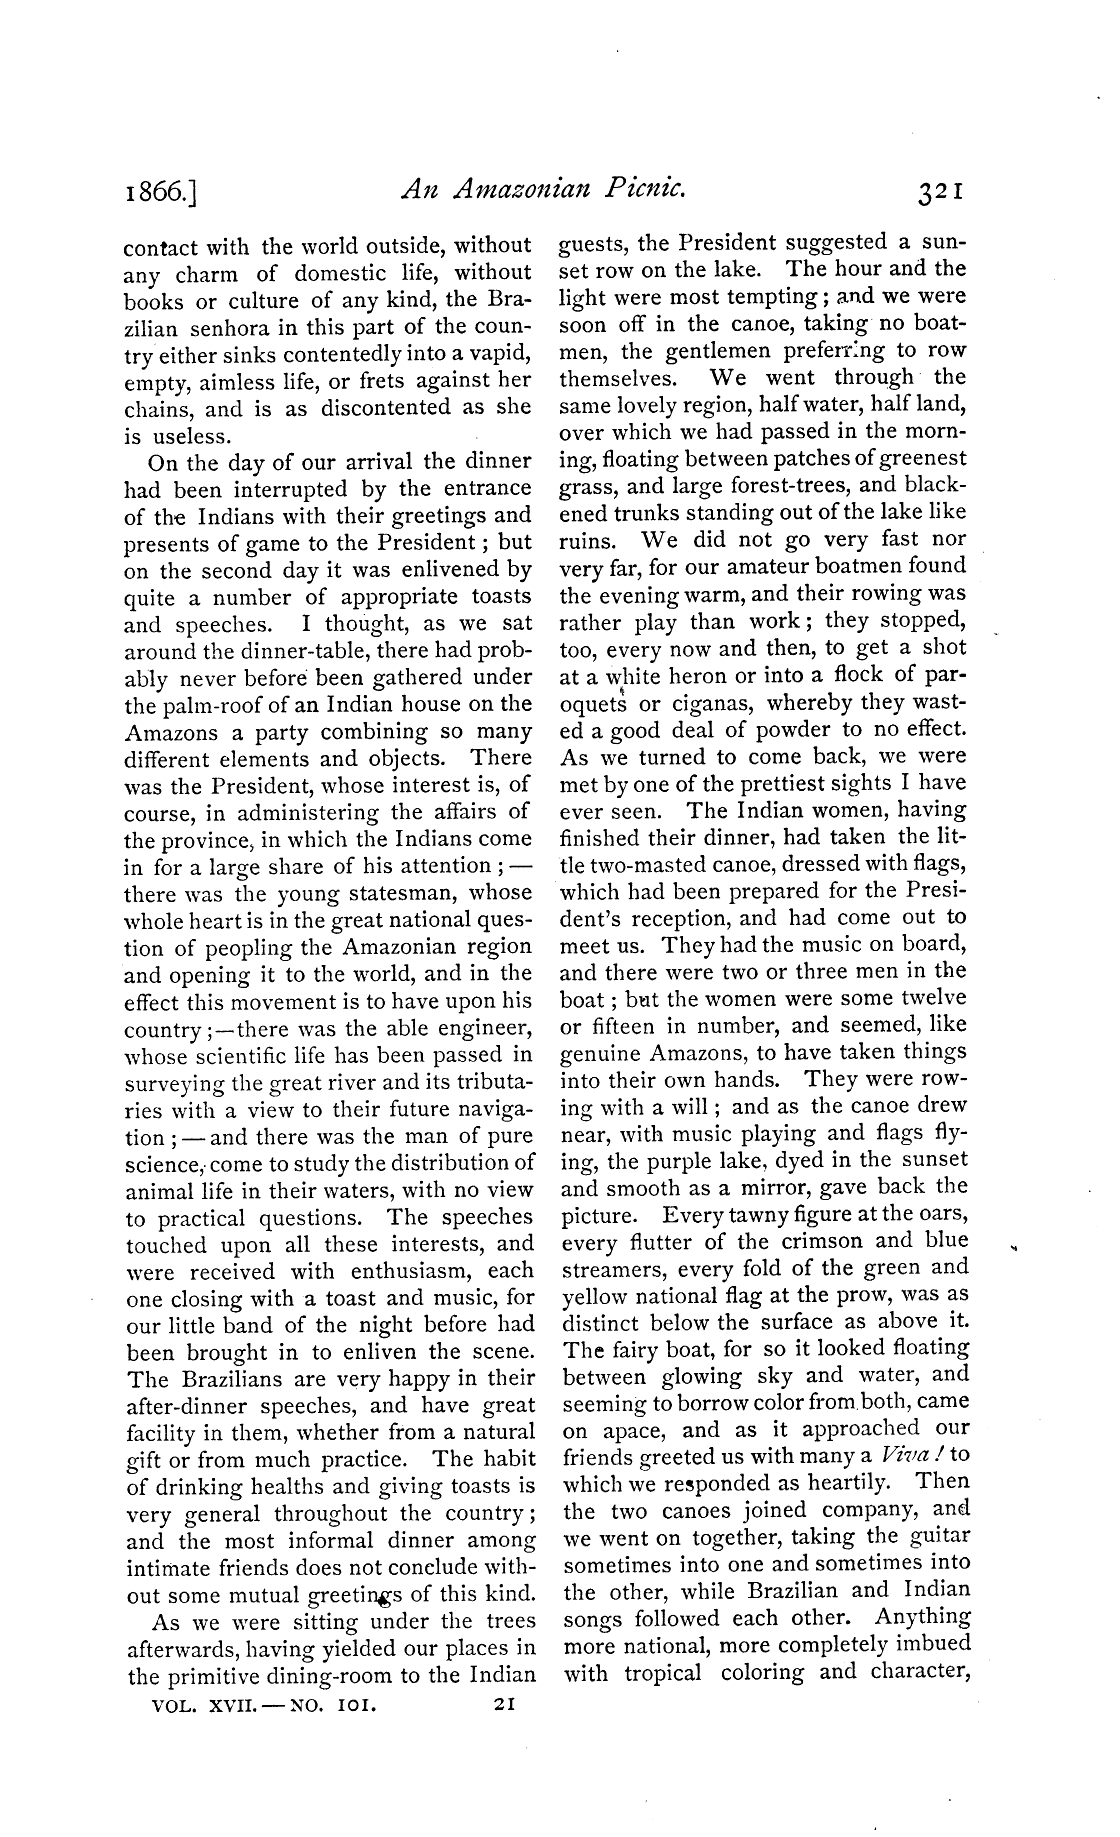 1866.] An Amazonian Picnic. 321
contact with the world outside, without
any charm of domestic life, without
books or culture of any kind, the Bra-
zilian senhora in this part of the coun-
try either sinks contentedly into a vapid,
empty, aimless life, or frets against her
chains, and is as discontented as she
is useless.
On the day of our arrival the dinner
had been interrupted by the entrance
of the Indians with their greetings and
presents of game to the President ; but
on the second day it was enlivened by
quite a number of appropriate toasts
and speeches. I thought, as we sat
around the dinner-table, there had prob-
ably never before been gathered under
the palm-roof of an Indian house on the
Amazons a party combining so many
different elements and objects. There
was the President, whose interest is, of
course, in administering the affairs of
the province, in which the Indians come
in for a large share of his attention ; —
there was the young statesman, whose
whole heart is in the great national ques-
tion of peopling the Amazonian region
and opening it to the world, and in the
effect this movement is to have upon his
country ; — there was the able engineer,
whose scientific life has been passed in
surveying the great river and its tributa-
ries with a view to their future naviga-
tion ; — and there was the man of pure
science, come to study the distribution of
animal life in their waters, with no view
to practical questions. The speeches
touched upon all these interests, and
were received with enthusiasm, each
one closing with a toast and music, for
our little band of the night before had
been brought in to enliven the scene.
The Brazilians are very happy in their
after-dinner speeches, and have great
facility in them, whether from a natural
gift or from much practice. The habit
of drinking healths and giving toasts is
very general throughout the country ;
and the most informal dinner among
intimate friends does not conclude with-
out some mutual greetings of this kind.
As we were sitting under the trees
afterwards, having yielded our places in
the primitive dining-room to the Indian
VOL. XVII. — NO. 101. 21
guests, the President suggested a sun-
set row on the lake. The hour and the
light were most tempting ; and we were
soon off in the canoe, taking no boat-
men, the gentlemen preferring to row
themselves. We went through the
same lovely region, half water, half land,
over which we had passed in the morn-
ing, floating between patches of greenest
grass, and large forest-trees, and black-
ened trunks standing out of the lake like
ruins. We did not go very fast nor
very far, for our amateur boatmen found
the evening warm, and their rowing was
rather play than work ; they stopped,
too, every now and then, to get a shot
at a white heron or into a flock of par-
oquets or ciganas, whereby they wast-
ed a good deal of powder to no effect.
As we turned to come back, we were
met by one of the prettiest sights I have
ever seen. The Indian women, having
finished their dinner, had taken the lit-
tle two-masted canoe, dressed with flags,
which had been prepared for the Presi-
dent's reception, and had come out to
meet us. They had the music on board,
and there were two or three men in the
boat ; but the women were some twelve
or fifteen in number, and seemed, like
genuine Amazons, to have taken things
into their own hands. They were row-
ing with a will ; and as the canoe drew
near, with music playing and flags fly-
ing, the purple lake, dyed in the sunset
and smooth as a mirror, gave back the
picture. Every tawny figure at the oars,
every flutter of the crimson and blue
streamers, every fold of the green and
yellow national flag at the prow, was as
distinct below the surface as above it.
The fairy boat, for so it looked floating
between glowing sky and water, and
seeming to borrow color from both, came
on apace, and as it approached our
friends greeted us with many a Viva ! to
which we responded as heartily. Then
the two canoes joined company, and
we went on together, taking the guitar
sometimes into one and sometimes into
the other, while Brazilian and Indian
songs followed each other. Anything
more national, more completely imbued
with tropical coloring and character,